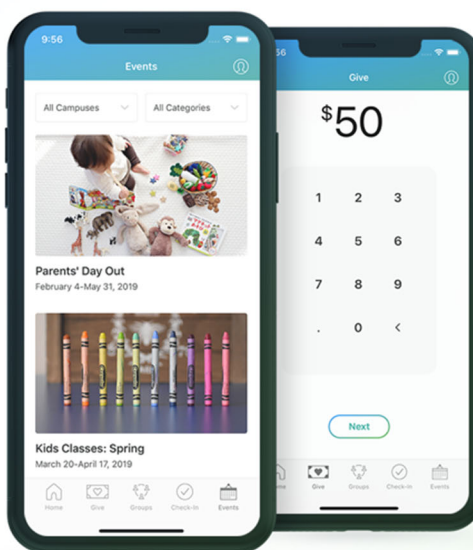 9:56
Events
All Campuses
All Categories
Parents' Day Out
February 4-May 31, 2019
Kids Classes: Spring
March 20-April 17, 2019
Home
Give
Groups
Check-In
Events
56
Give
$50
1 2 3
4 5 6
7 8 9
. 0 <
Next
me
Give
Groups
Check-In
Events